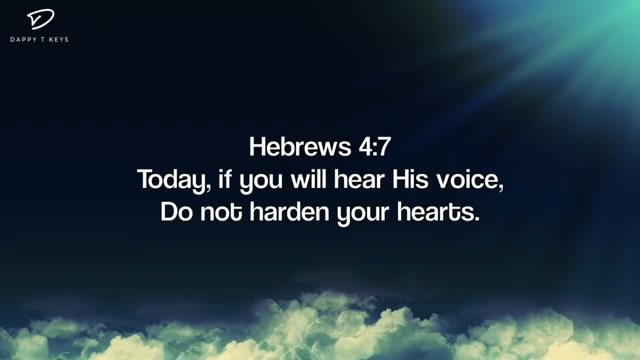 DAPPY T KEYS
Hebrews 4:7
Today, if you will hear His voice,
Do not harden your hearts.